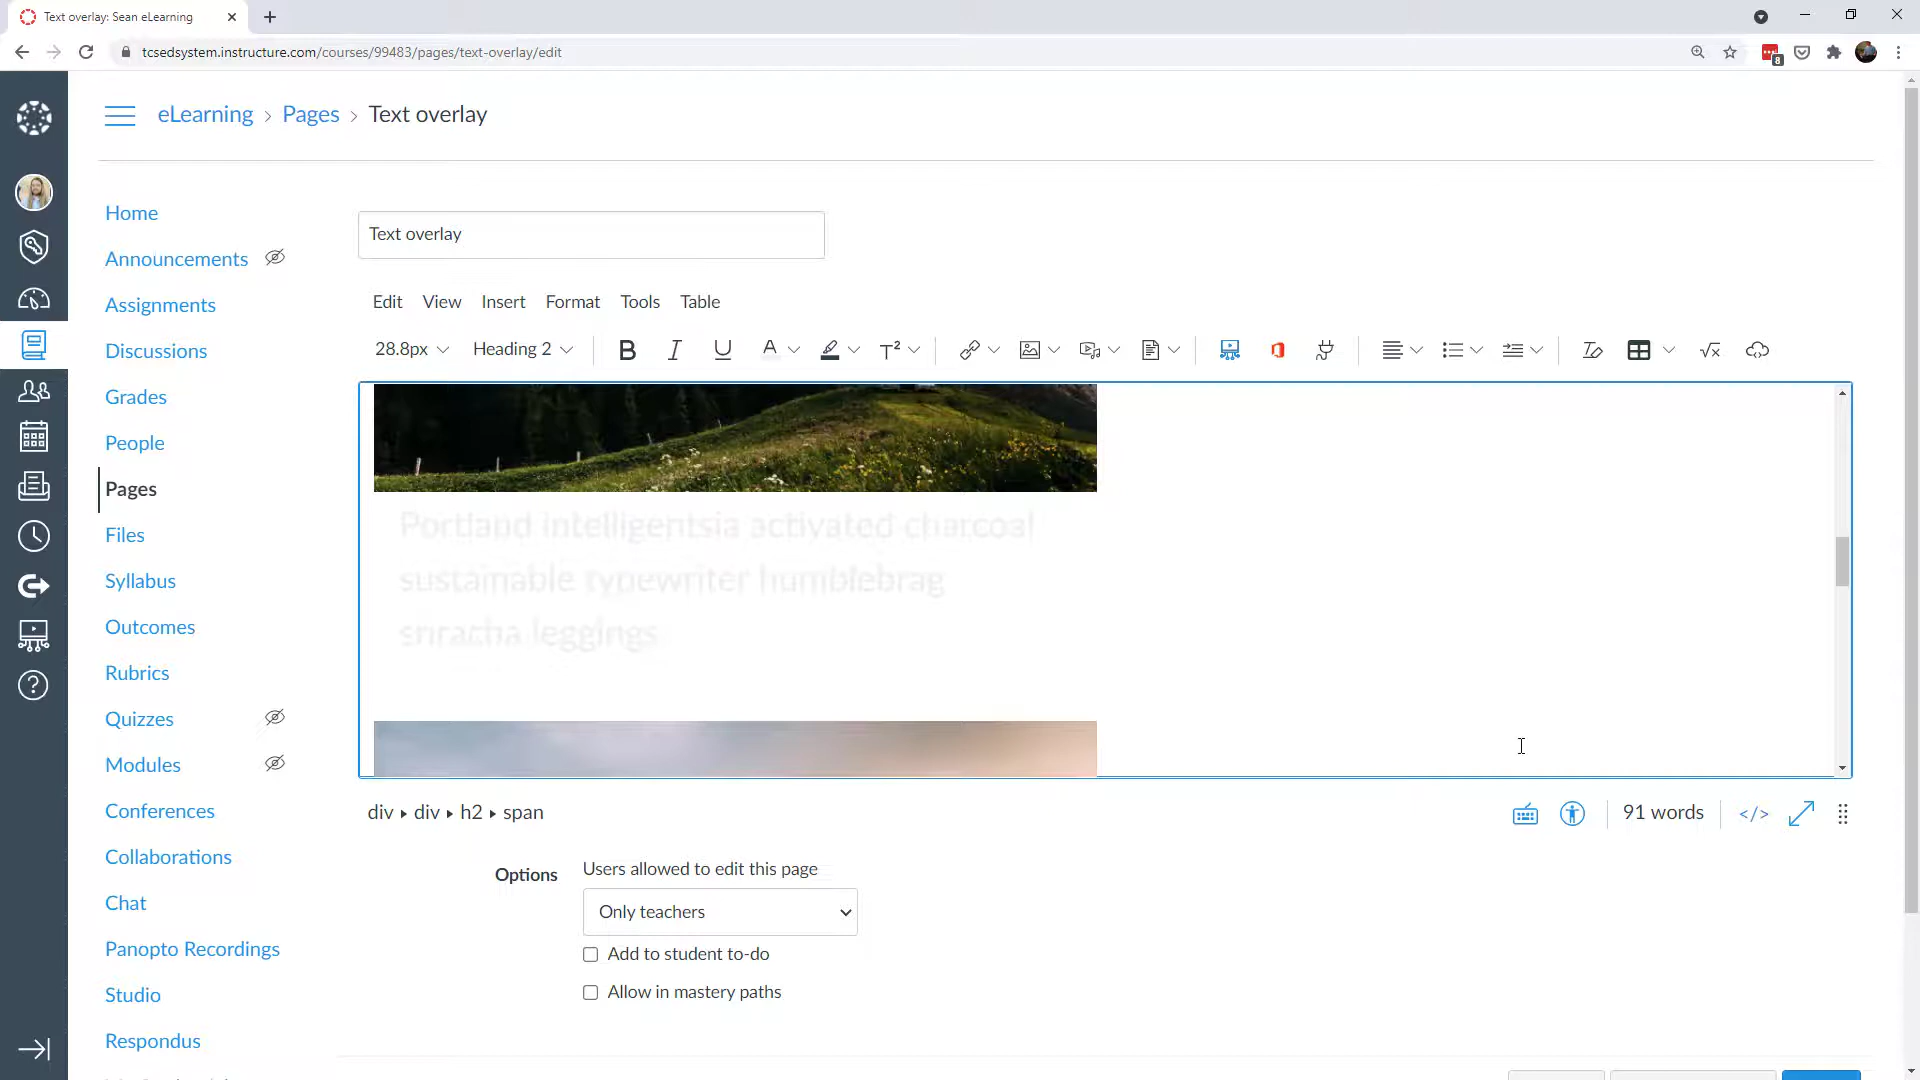 Text overlay: Sean eLearning
tcsedsystem.instructure.com/courses/99483/pages/text-overlay/edit
8
eLearning > Pages > Text overlay
Home
Announcements
Assignments
Discussions
Grades
People
Pages
Files
Syllabus
Outcomes
Rubrics
Quizzes
Modules
Conferences
Collaborations
Chat
Panopto Recordings
Studio
Respondus
Text overlay
Edit View Insert Format Tools Table
28.8px Heading 2 B I U A T²
Portland intelligentsia activated charcoal
sustainable typewriter humblebrag
sriracha leggings
div ▸ div ▸ h2 ▸ span
91 words </>
Options
Users allowed to edit this page
Only teachers
Add to student to-do
Allow in mastery paths